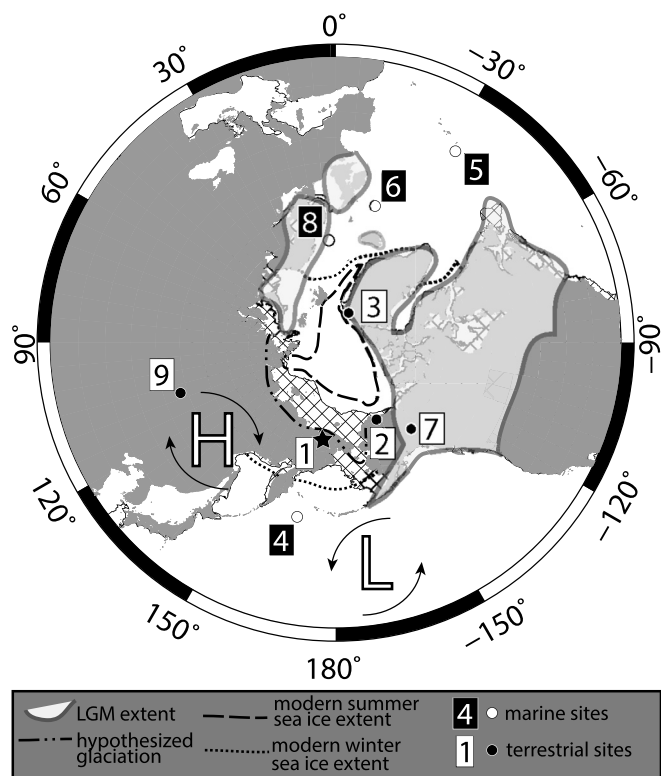 0˚
30˚
−30˚
60˚
−60˚
90˚
−90˚
120˚
−120˚
150˚
−150˚
180˚
5
6
8
3
9
H
1
2
7
4
L
LGM extent
hypothesized
glaciation
modern summer
sea ice extent
modern winter
sea ice extent
4 marine sites
1 terrestrial sites